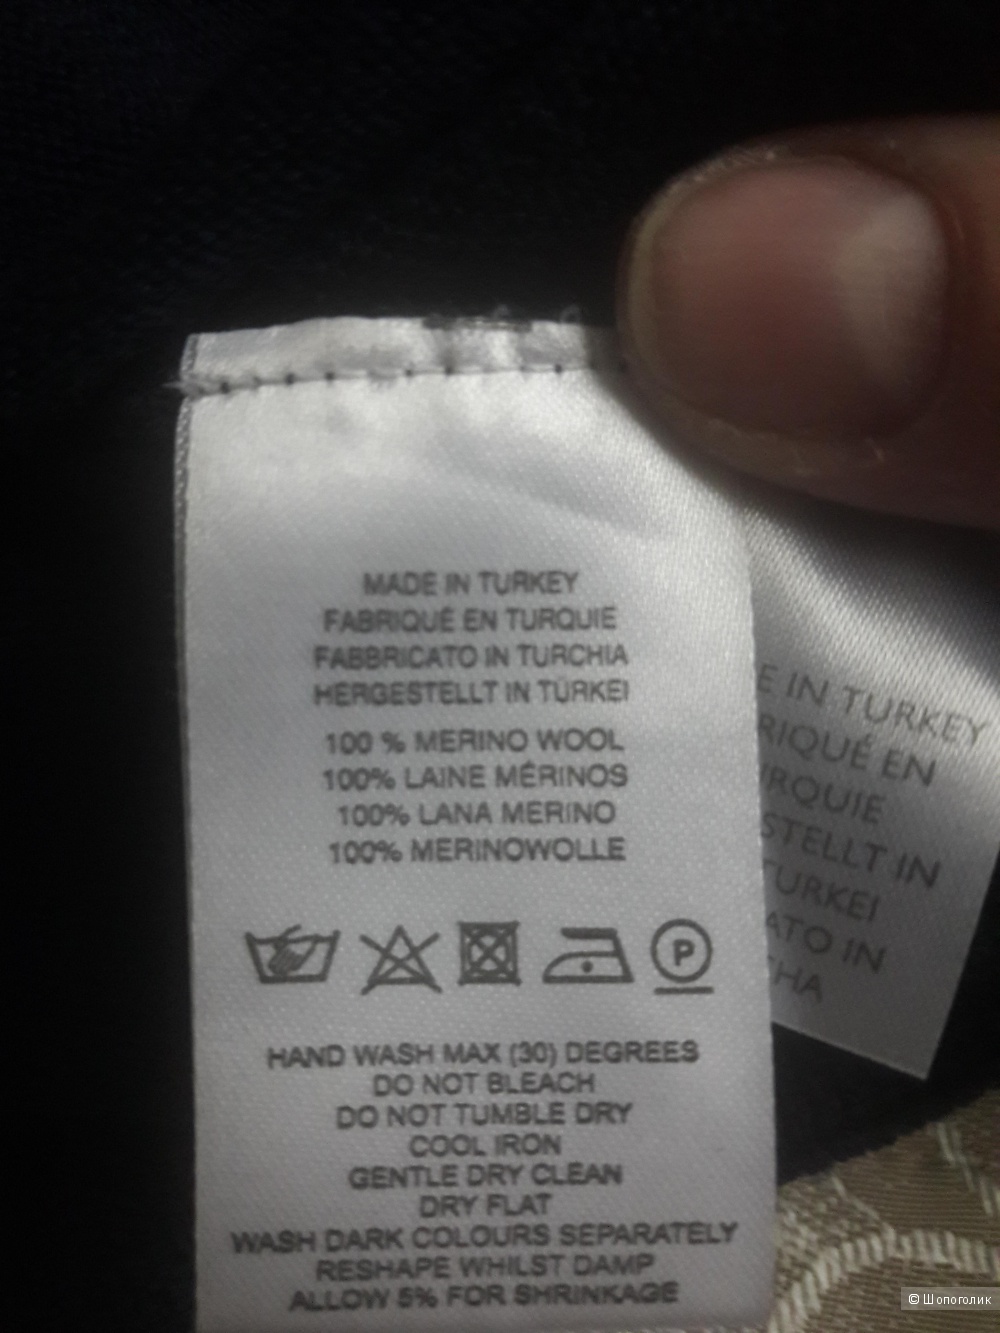 MADE IN TURKEY
FABRIQUÉ EN TURQUIE
FABBRICATO IN TURCHIA
HERGESTELLT IN TÜRKEI
100 % MERINO WOOL
100% LAINE MÉRINOS
100% LANA MERINO
100% MERINOWOLLE
P
HAND WASH MAX (30) DEGREES
DO NOT BLEACH
DO NOT TUMBLE DRY
COOL IRON
GENTLE DRY CLEAN
DRY FLAT
WASH DARK COLOURS SEPARATELY
RESHAPE WHILST DAMP
ALLOW 5% FOR SHRINKAGE
E IN TURKEY
RIQUÉ EN
RQUIE
STELLT IN
TURKEI
ATO IN
CHA
© Шопоголик